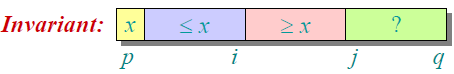 Invariant: x ≤ x ≥ x ?
p i j q